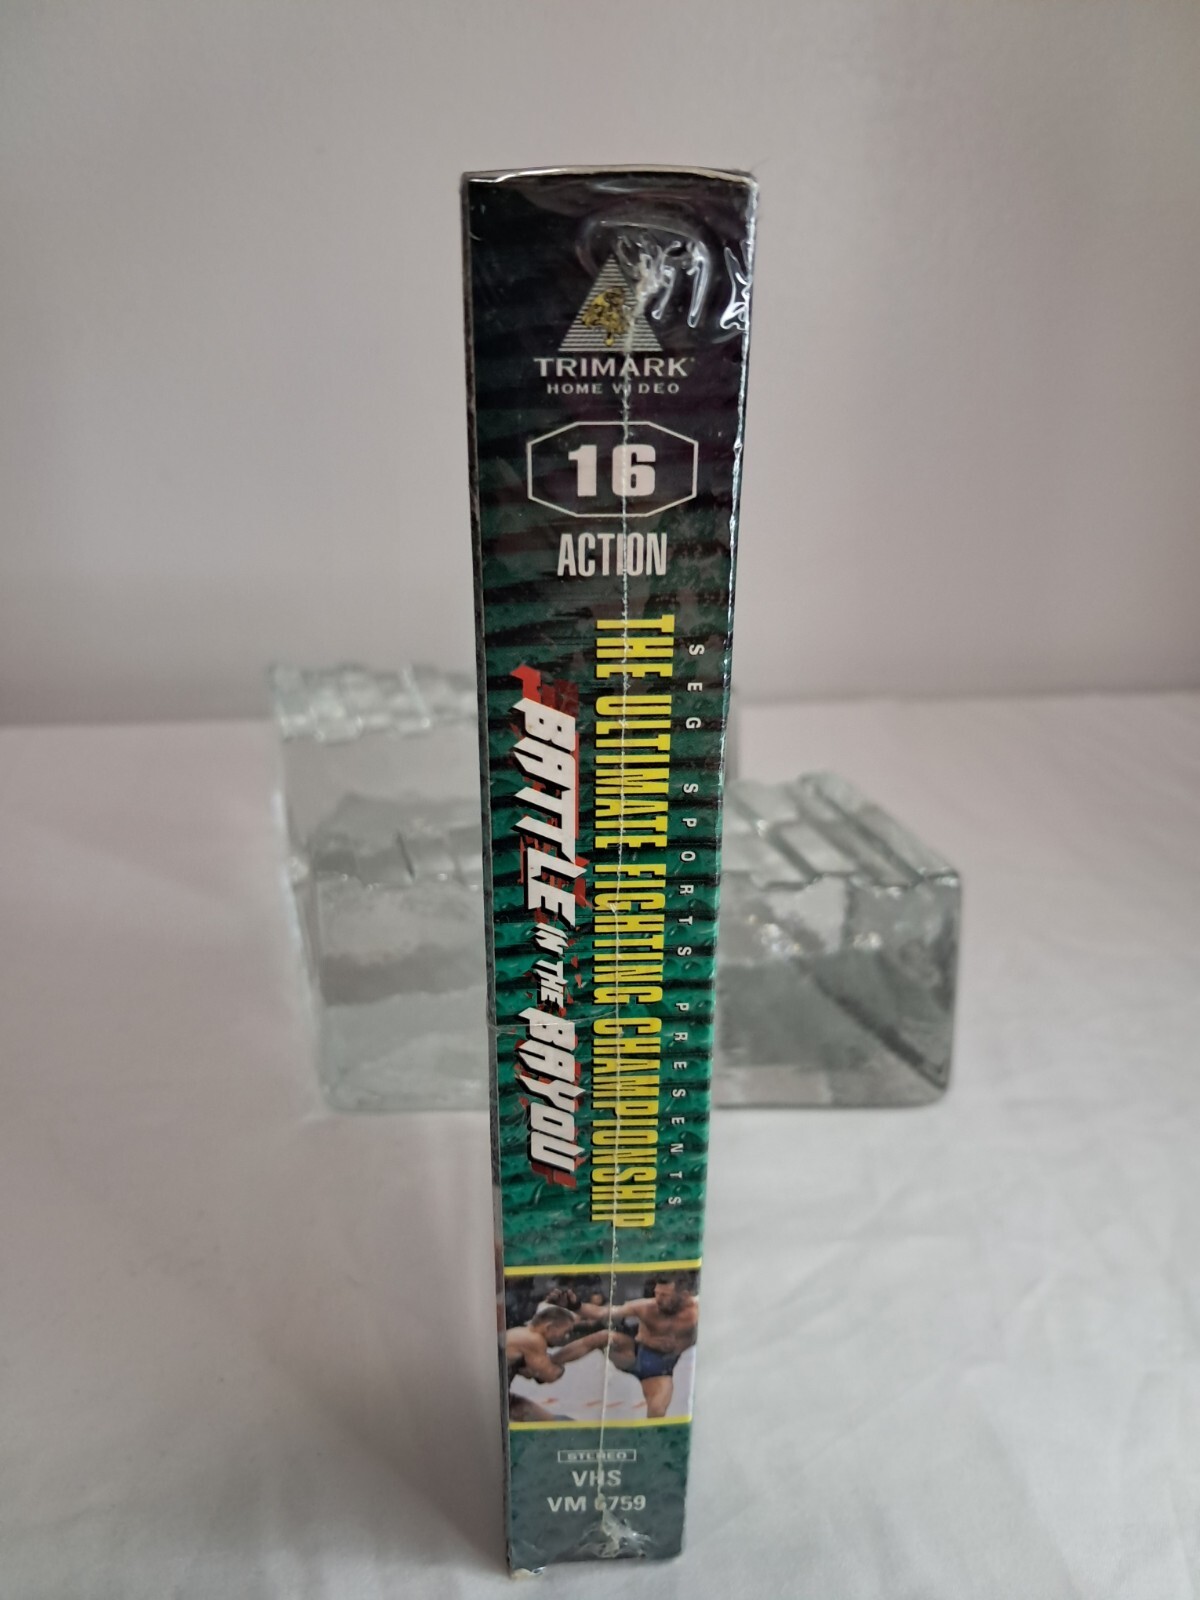 TRIMARK
HOME VIDEO
16
ACTION
SEG SPORTS PRESENTS
THE ULTIMATE FIGHTING CHAMPIONSHIP
BATTLE IN THE BAYOU
STEREO
VHS
VM 6759